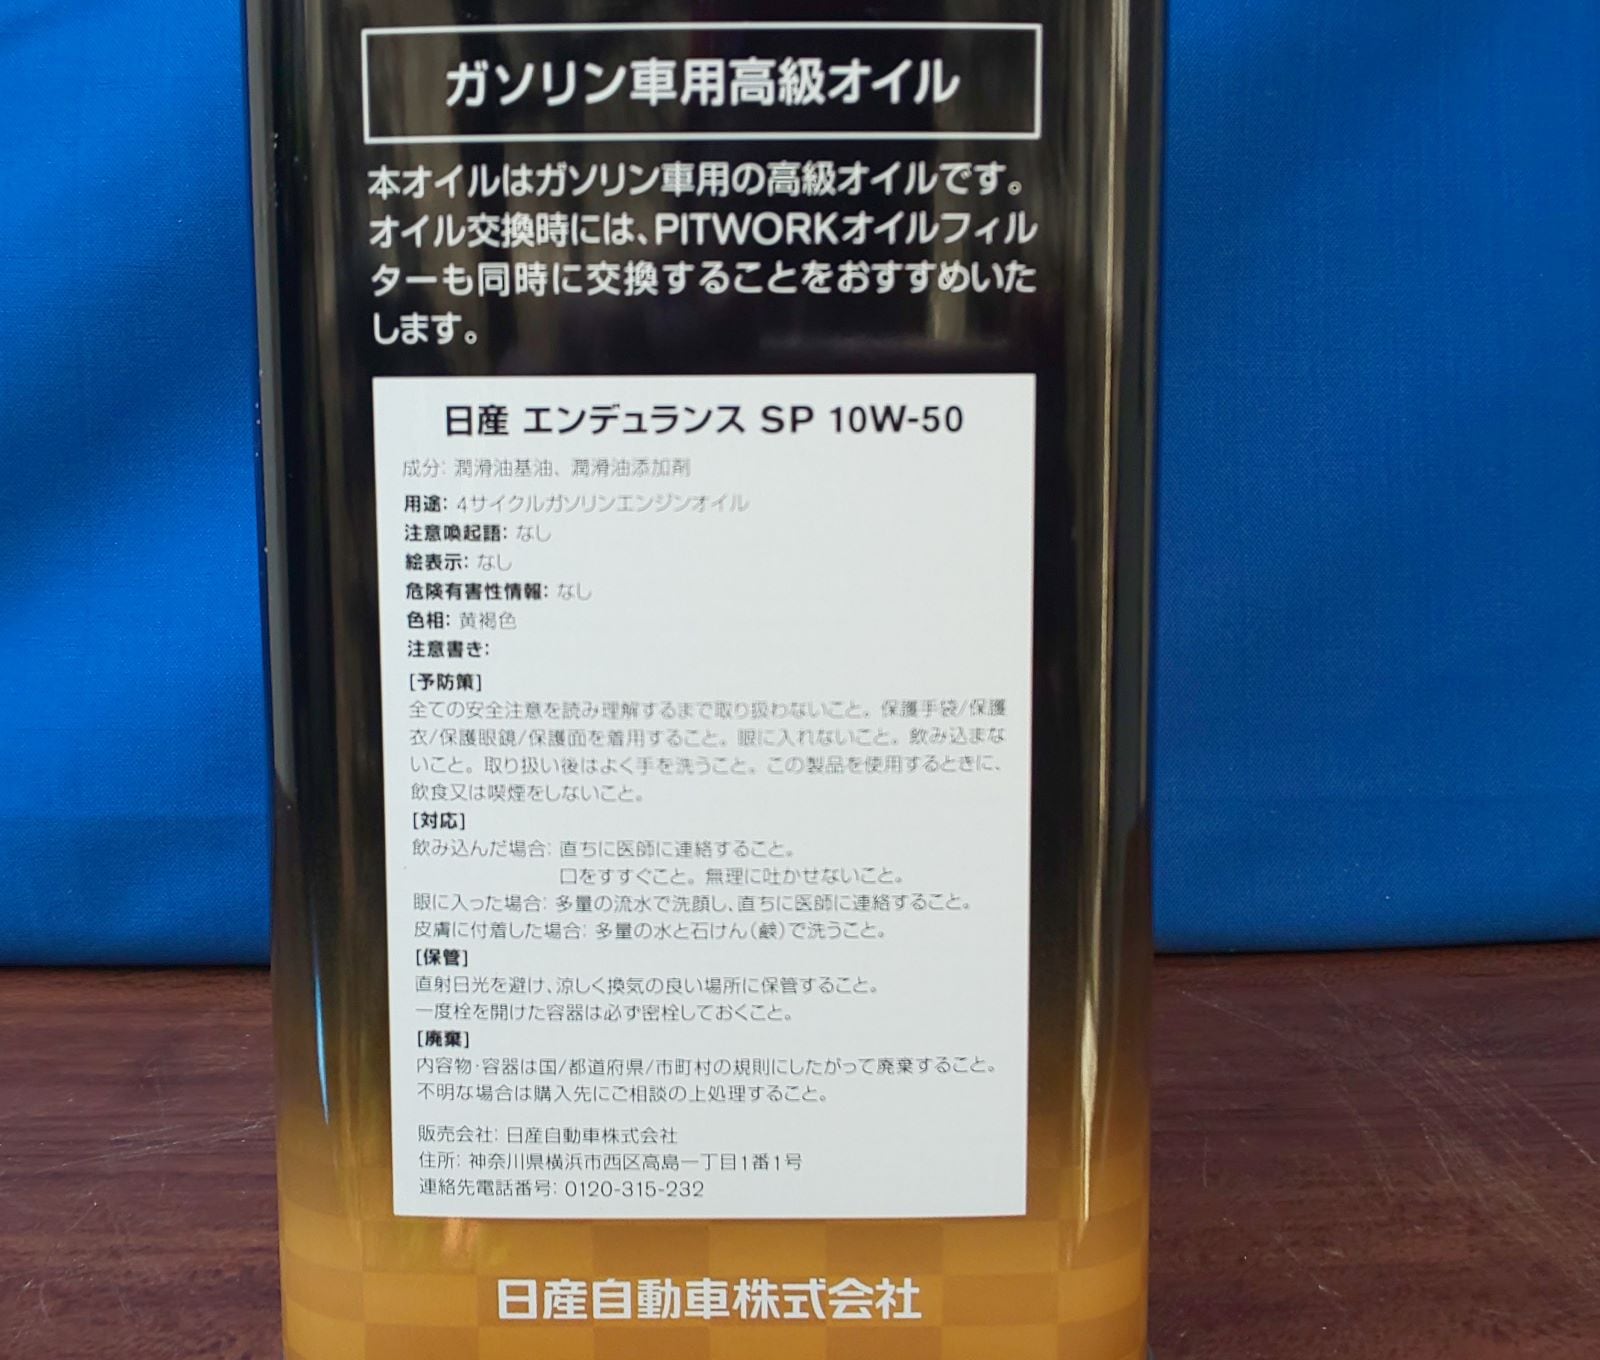 ガソリン車用高級オイル
本オイルはガソリン車用の高級オイルです。
オイル交換時には、PITWORKオイルフィル
ターも同時に交換することをおすすめいた
します。
日産 エンデュランス SP 10W-50
成分: 潤滑油基油、潤滑油添加剤
用途: 4サイクルガソリンエンジンオイル
注意喚起語: なし
絵表示: なし
危険有害性情報: なし
色相: 黄褐色
注意書き:
[予防策]
全ての安全注意を読み理解するまで取り扱わないこと。保護手袋/保護
衣/保護眼鏡/保護面を着用すること。眼に入れないこと。飲み込まな
いこと。取り扱い後はよく手を洗うこと。この製品を使用するときに、
飲食又は喫煙をしないこと。
[対応]
飲み込んだ場合: 直ちに医師に連絡すること。
口をすすぐこと。無理に吐かせないこと。
眼に入った場合: 多量の流水で洗顔し、直ちに医師に連絡すること。
皮膚に付着した場合: 多量の水と石けん(鹸)で洗うこと。
[保管]
直射日光を避け、涼しく換気の良い場所に保管すること。
一度栓を開けた容器は必ず密栓しておくこと。
[廃棄]
内容物・容器は国/都道府県/市町村の規則にしたがって廃棄すること。
不明な場合は購入先にご相談の上処理すること。
販売会社: 日産自動車株式会社
住所: 神奈川県横浜市西区高島一丁目1番1号
連絡先電話番号: 0120-315-232
日産自動車株式会社